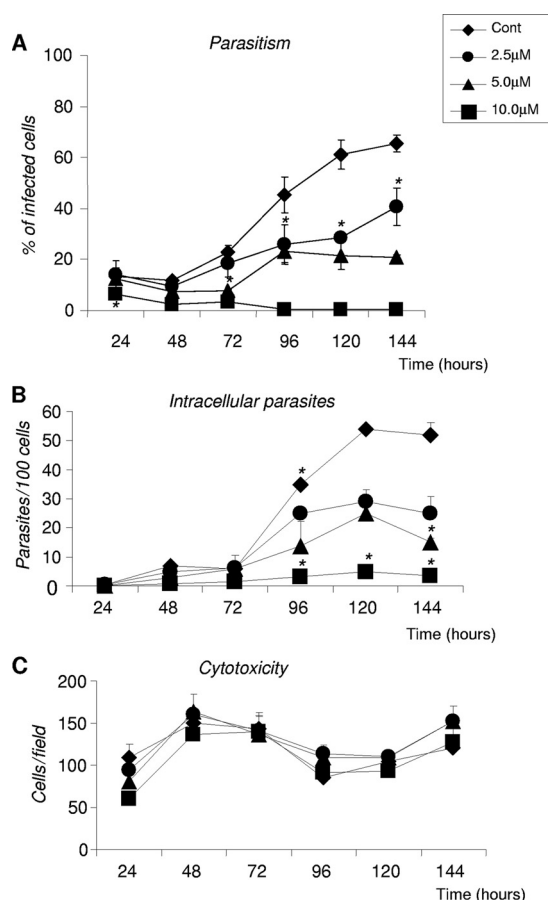 Cont
2.5μM
5.0μM
10.0μM
A
Parasitism
% of infected cells
100
80
60
40
20
0
*
*
*
*
*
24 48 72 96 120 144
Time (hours)
B
Intracellular parasites
Parasites/100 cells
60
50
40
30
20
10
0
*
*
*
*
*
*
24 48 72 96 120 144
Time (hours)
C
Cytotoxicity
Cells/field
200
150
100
50
0
24 48 72 96 120 144
Time (hours)